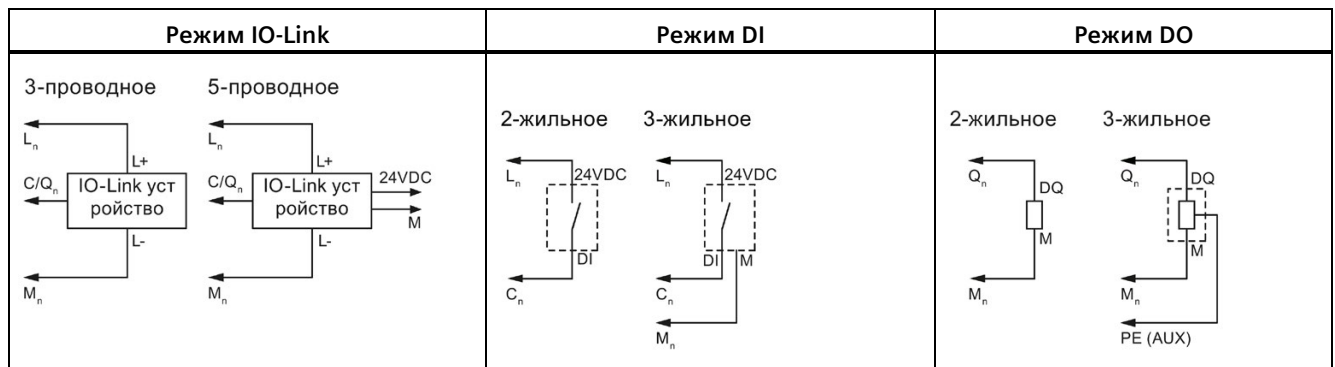 Режим IO-Link
Режим DI
Режим DO
3-проводное
5-проводное
Ln
L+
C/Qn
IO-Link уст
ройство
L-
Mn
Ln
L+
C/Qn
IO-Link уст
ройство
24VDC
M
L-
Mn
2-жильное
3-жильное
Ln
24VDC
DI
Cn
Ln
24VDC
DI
M
Cn
Mn
2-жильное
3-жильное
Qn
DQ
M
Mn
Qn
DQ
M
Mn
PE (AUX)